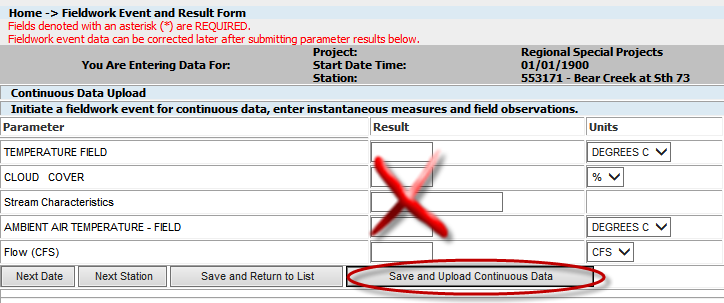 Home -> Fieldwork Event and Result Form
Fields denoted with an asterisk (*) are REQUIRED.
Fieldwork event data can be corrected later after submitting parameter results below.
You Are Entering Data For:
Project: Regional Special Projects
Start Date Time: 01/01/1900
Station: 553171 - Bear Creek at Sth 73
Continuous Data Upload
Initiate a fieldwork event for continuous data, enter instantaneous measures and field observations.
Parameter Result Units
TEMPERATURE FIELD DEGREES C
CLOUD COVER %
Stream Characteristics
AMBIENT AIR TEMPERATURE - FIELD DEGREES C
Flow (CFS) CFS
Next Date Next Station Save and Return to List Save and Upload Continuous Data